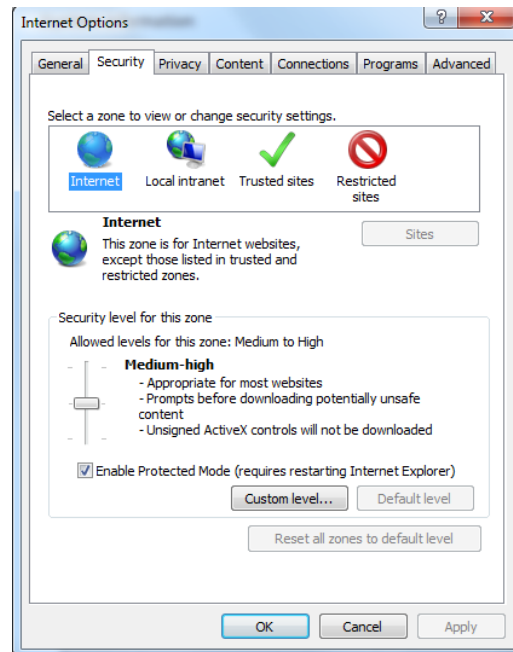 Internet Options
General Security Privacy Content Connections Programs Advanced
Select a zone to view or change security settings.
Internet Local intranet Trusted sites Restricted
sites
Internet
This zone is for Internet websites,
except those listed in trusted and
restricted zones.
Sites
Security level for this zone
Allowed levels for this zone: Medium to High
Medium-high
- Appropriate for most websites
- Prompts before downloading potentially unsafe
content
- Unsigned ActiveX controls will not be downloaded
Enable Protected Mode (requires restarting Internet Explorer)
Custom level... Default level
Reset all zones to default level
OK Cancel Apply